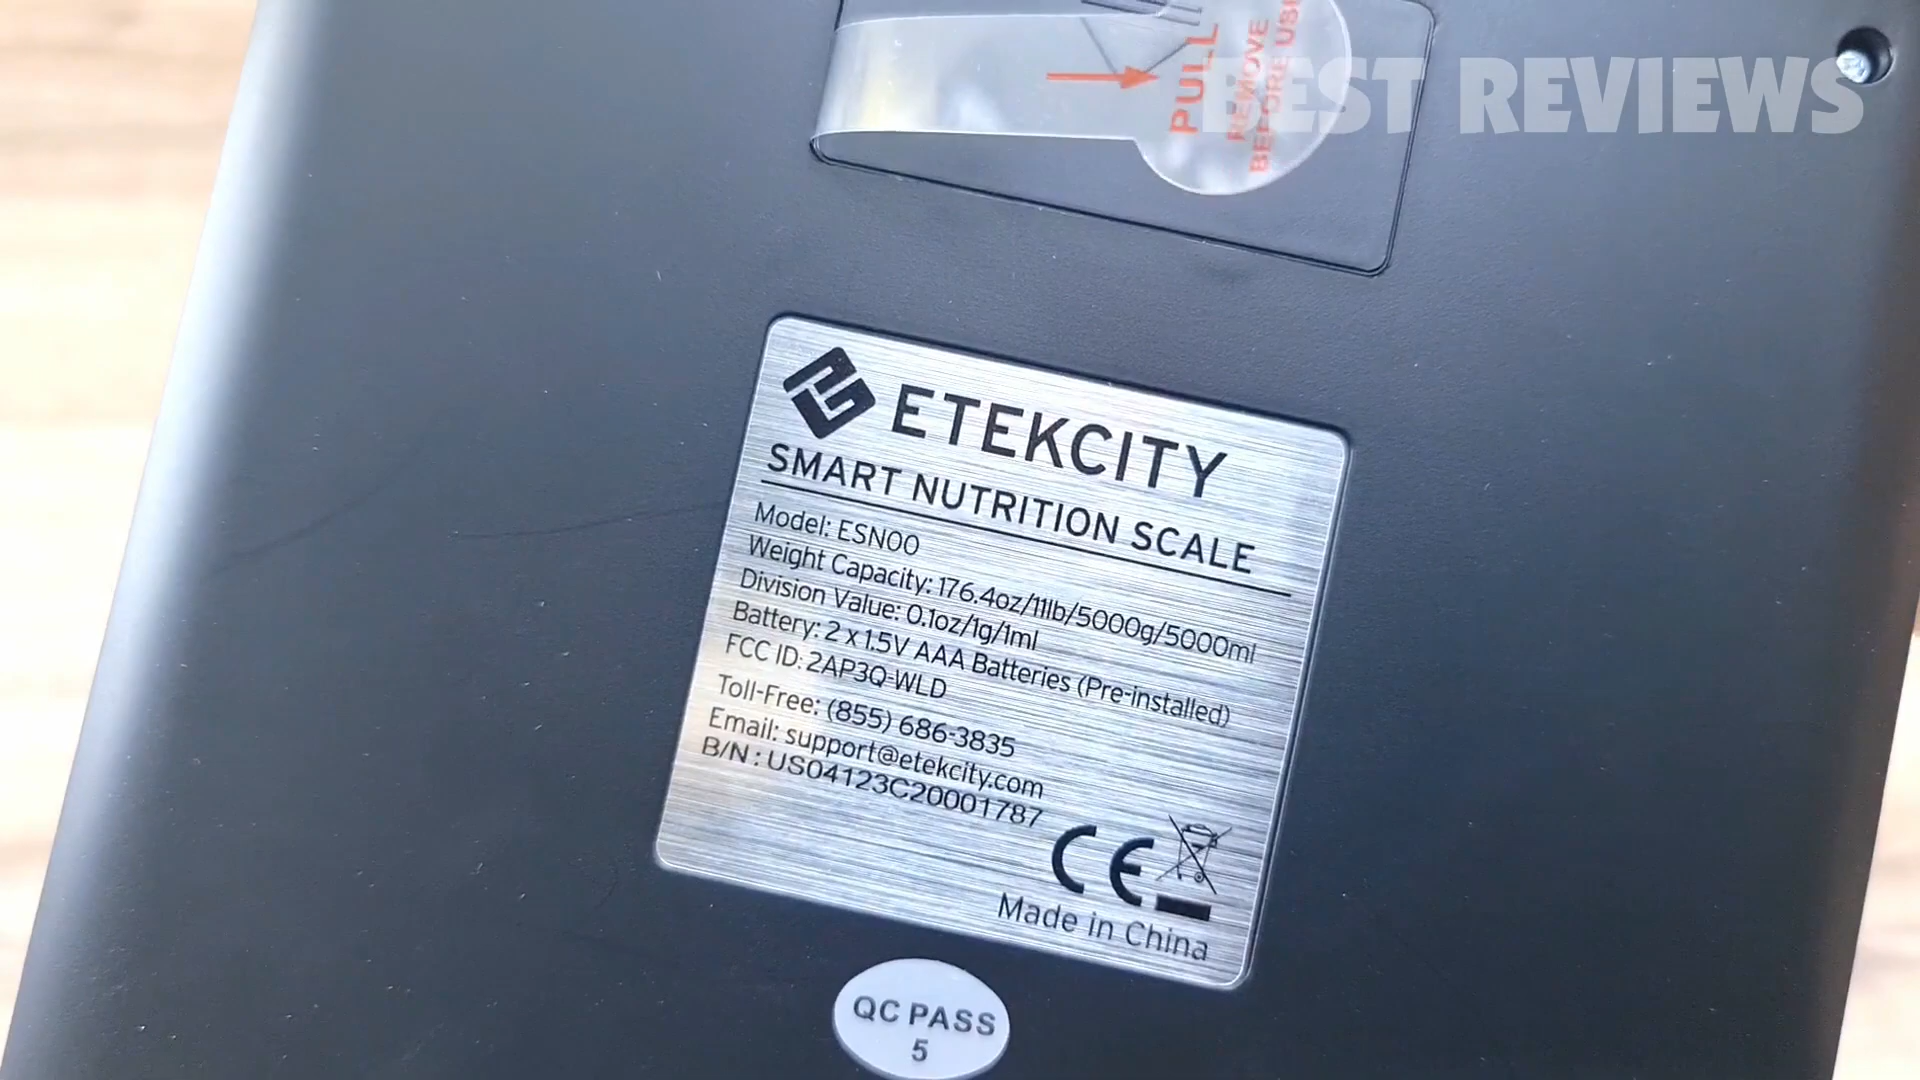 PULL
REMOVE
BEFORE USE
BEST REVIEWS
ETEKCITY
SMART NUTRITION SCALE
Model: ESN00
Weight Capacity: 176.4oz/11lb/5000g/5000ml
Division Value: 0.1oz/1g/1ml
Battery: 2 x 1.5V AAA Batteries (Pre-installed)
FCC ID: 2AP3Q-WLD
Toll-Free: (855) 686-3835
Email: support@etekcity.com
B/N : US04123C20001787
CE
Made in China
QC PASS
5